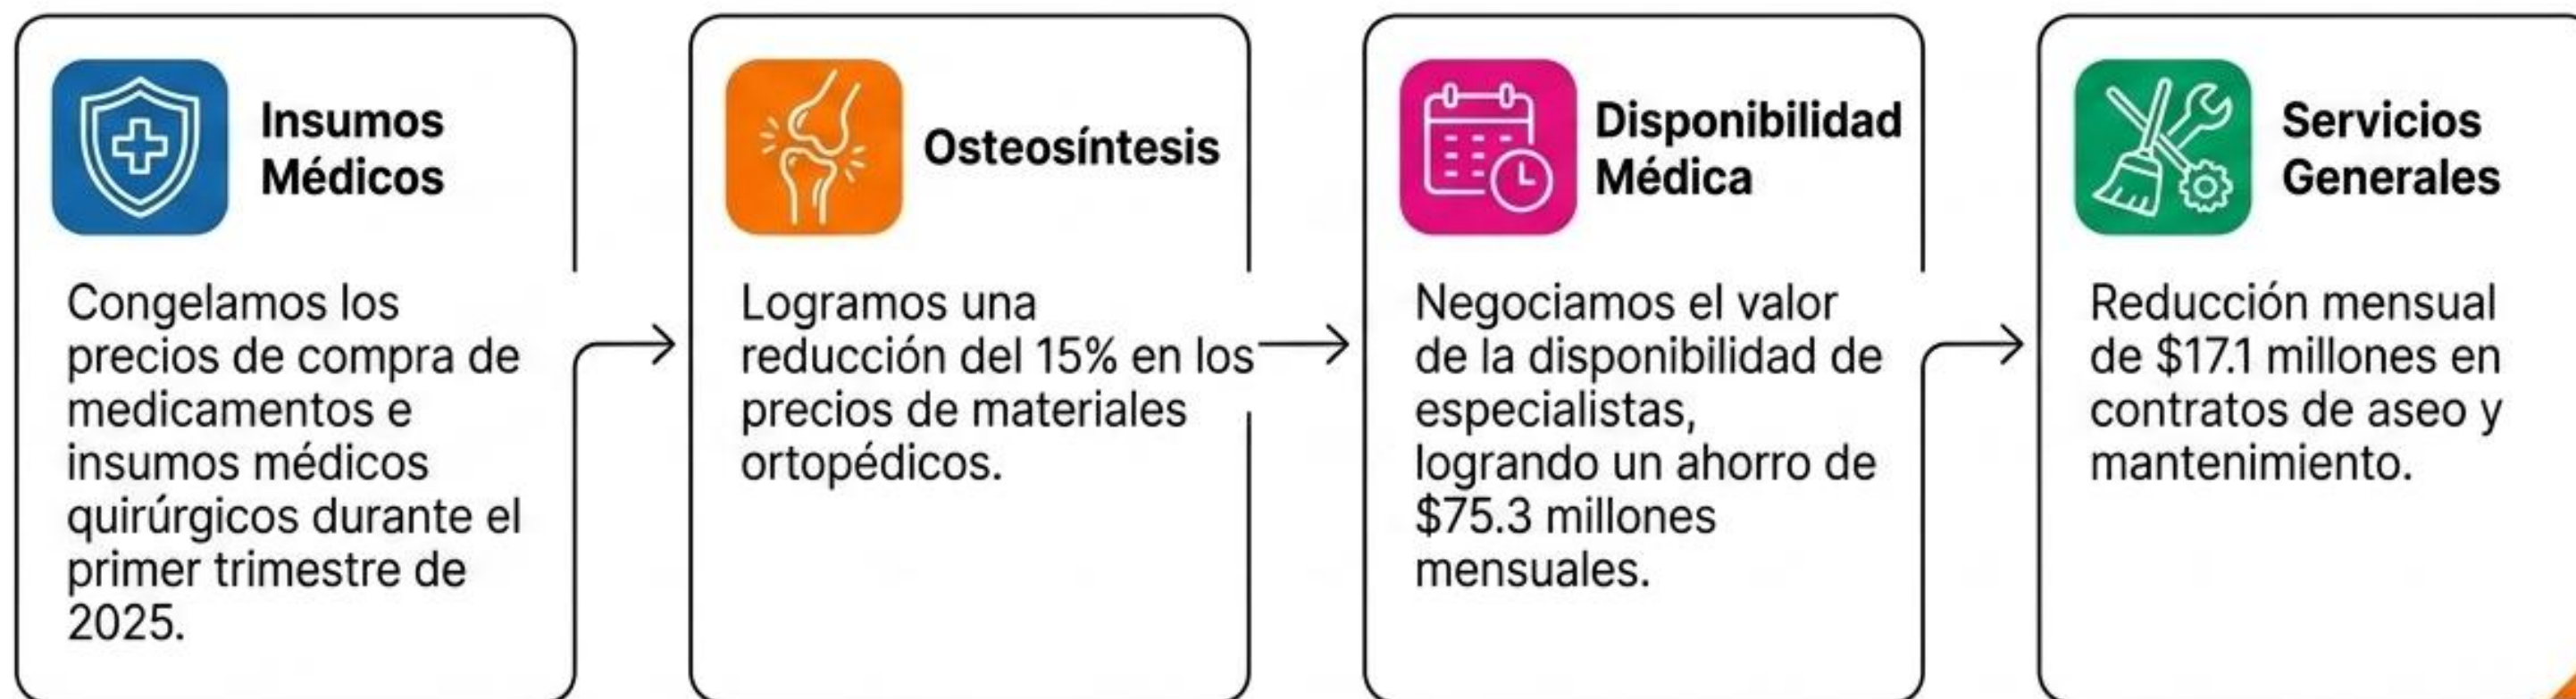 Insumos
Médicos
Congelamos los
precios de compra de
medicamentos e
insumos médicos
quirúrgicos durante el
primer trimestre de
2025.
Osteosíntesis
Logramos una
reducción del 15% en los
precios de materiales
ortopédicos.
Disponibilidad
Médica
Negociamos el valor
de la disponibilidad de
especialistas,
logrando un ahorro de
$75.3 millones
mensuales.
Servicios
Generales
Reducción mensual
de $17.1 millones en
contratos de aseo y
mantenimiento.